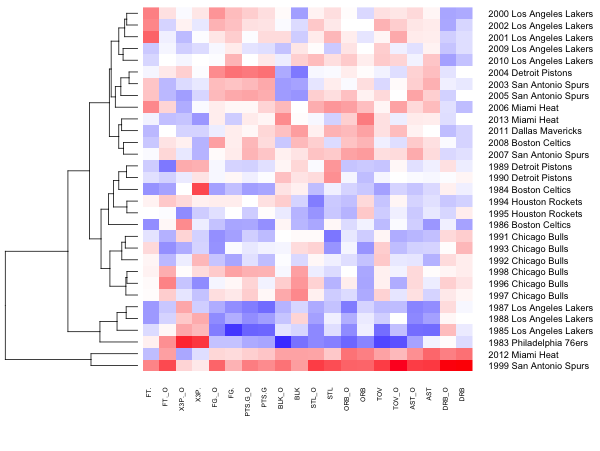 2000 Los Angeles Lakers
2002 Los Angeles Lakers
2001 Los Angeles Lakers
2009 Los Angeles Lakers
2010 Los Angeles Lakers
2004 Detroit Pistons
2003 San Antonio Spurs
2005 San Antonio Spurs
2006 Miami Heat
2013 Miami Heat
2011 Dallas Mavericks
2008 Boston Celtics
2007 San Antonio Spurs
1989 Detroit Pistons
1990 Detroit Pistons
1984 Boston Celtics
1994 Houston Rockets
1995 Houston Rockets
1986 Boston Celtics
1991 Chicago Bulls
1993 Chicago Bulls
1992 Chicago Bulls
1998 Chicago Bulls
1996 Chicago Bulls
1997 Chicago Bulls
1987 Los Angeles Lakers
1988 Los Angeles Lakers
1985 Los Angeles Lakers
1983 Philadelphia 76ers
2012 Miami Heat
1999 San Antonio Spurs
FT.
FT._O
X3P._O
X3P.
FG._O
FG.
PTS.G_O
PTS.G
BLK_O
BLK
STL_O
STL
ORB_O
ORB
TOV
TOV_O
AST_O
AST
DRB_O
DRB